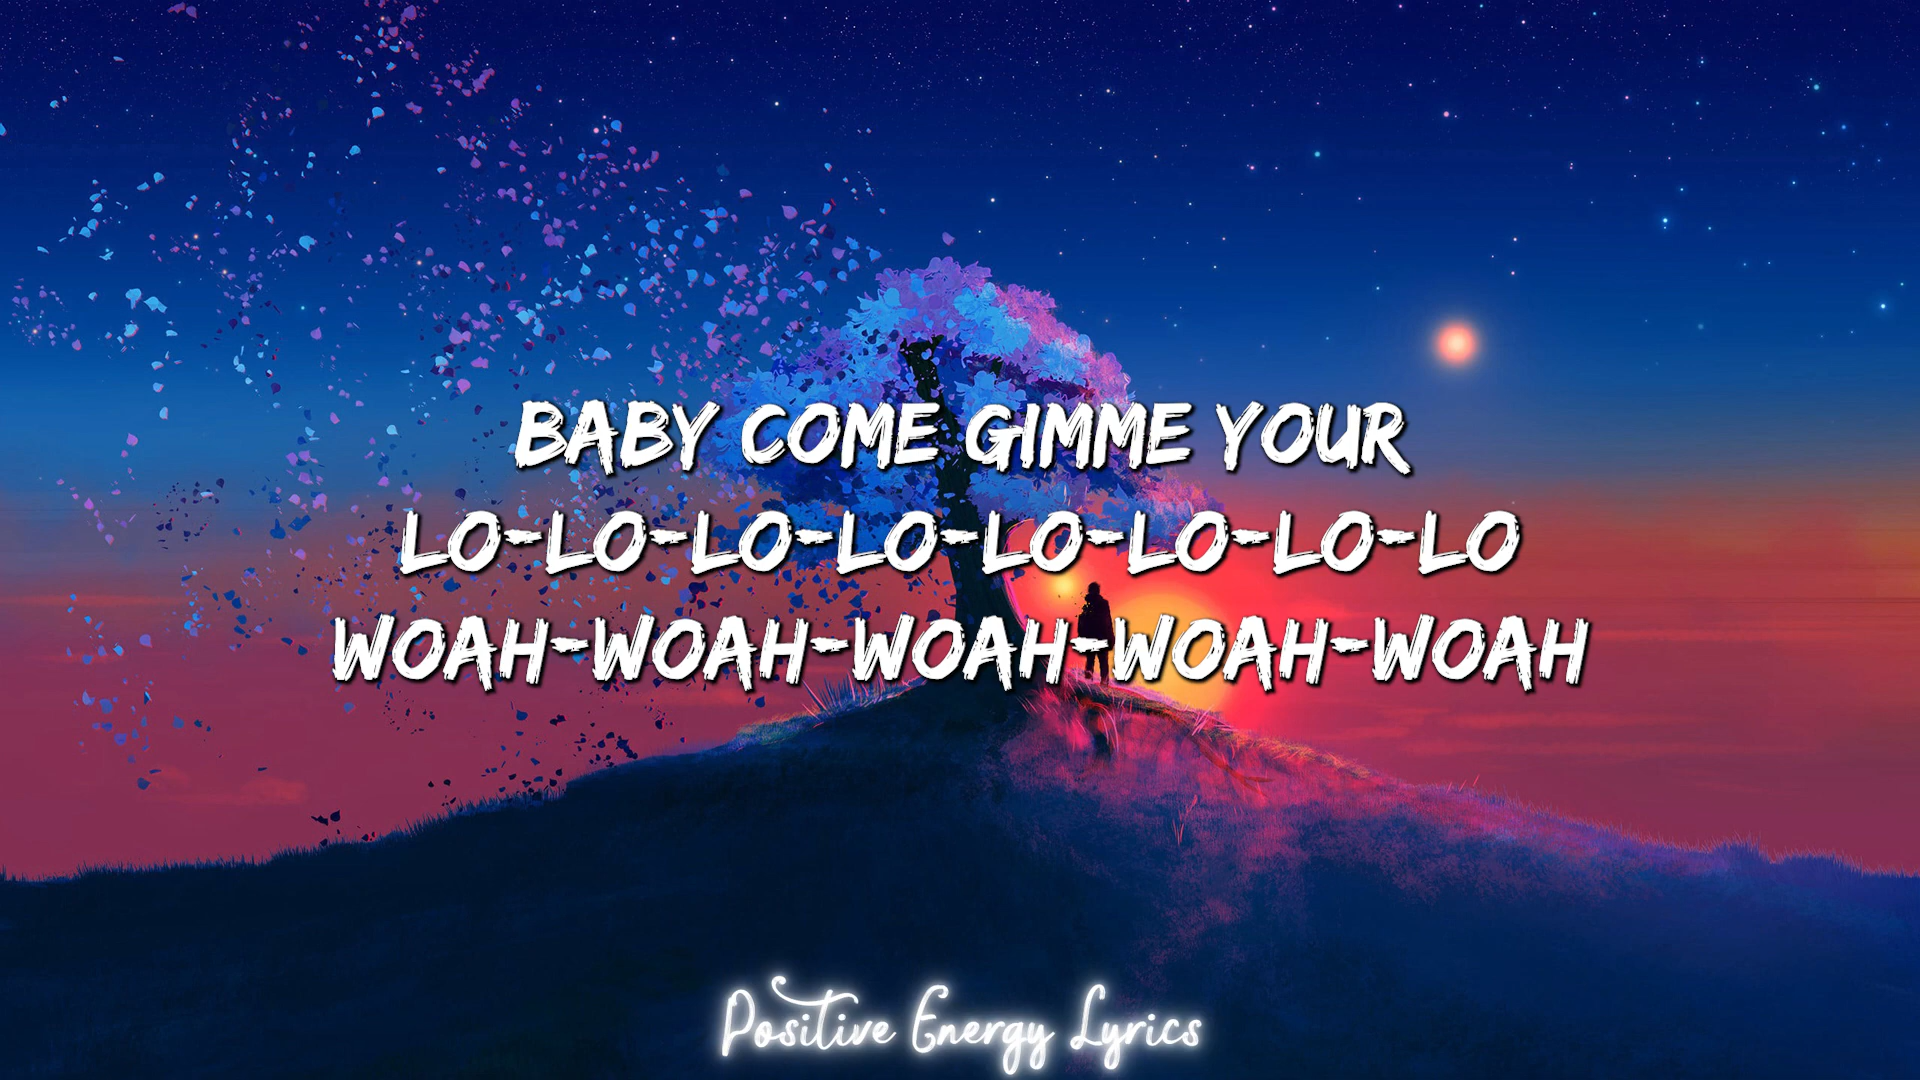 BABY COME GIMME YOUR
LO-LO-LO-LO-LO-LO-LO-LO
WOAH-WOAH-WOAH-WOAH-WOAH
Positive Energy Lyrics